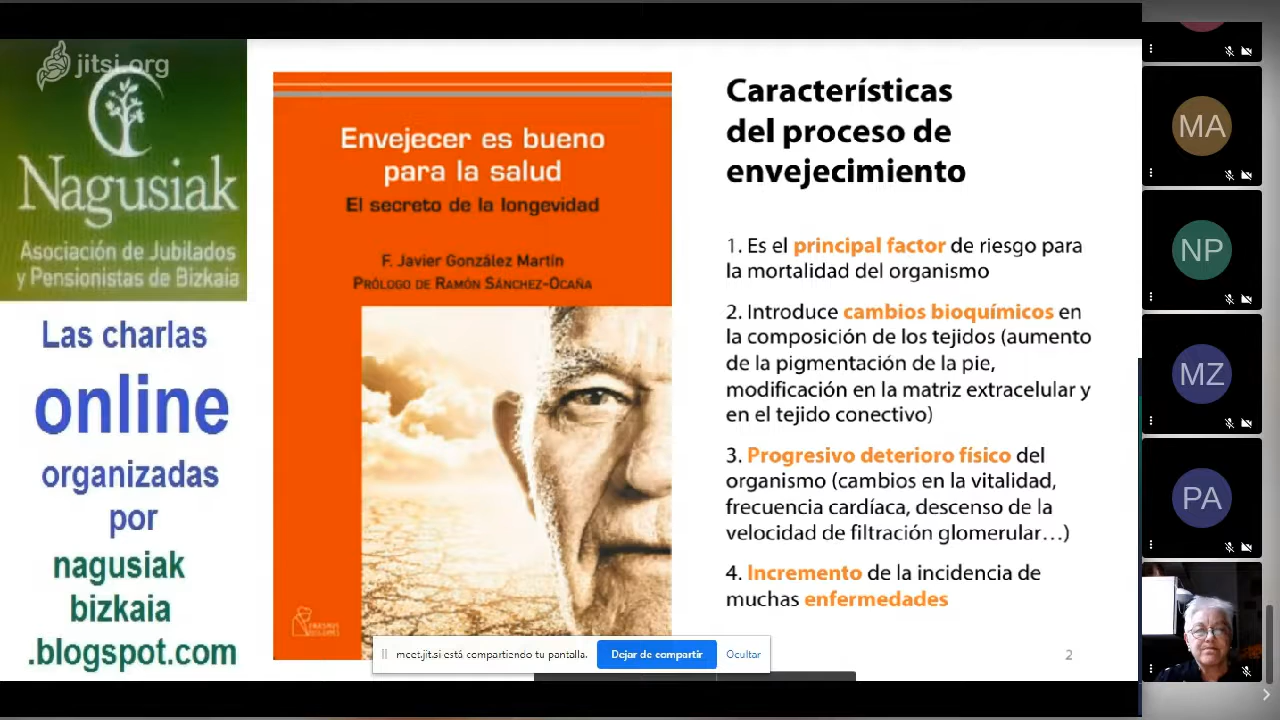 jitsi.org
Nagusiak
Asociación de Jubilados
y Pensionistas de Bizkaia
Las charlas
online
organizadas
por
nagusiak
bizkaia
.blogspot.com
Envejecer es bueno
para la salud
El secreto de la longevidad
F. Javier González Martín
PRÓLOGO DE RAMÓN SÁNCHEZ-OCAÑA
Características
del proceso de
envejecimiento
1. Es el principal factor de riesgo para
la mortalidad del organismo
2. Introduce cambios bioquímicos en
la composición de los tejidos (aumento
de la pigmentación de la pie,
modificación en la matriz extracelular y
en el tejido conectivo)
3. Progresivo deterioro físico del
organismo (cambios en la vitalidad,
frecuencia cardíaca, descenso de la
velocidad de filtración glomerular…)
4. Incremento de la incidencia de
muchas enfermedades
2
meet.jit.si está compartiendo tu pantalla.
Dejar de compartir
Ocultar
MA
NP
MZ
PA